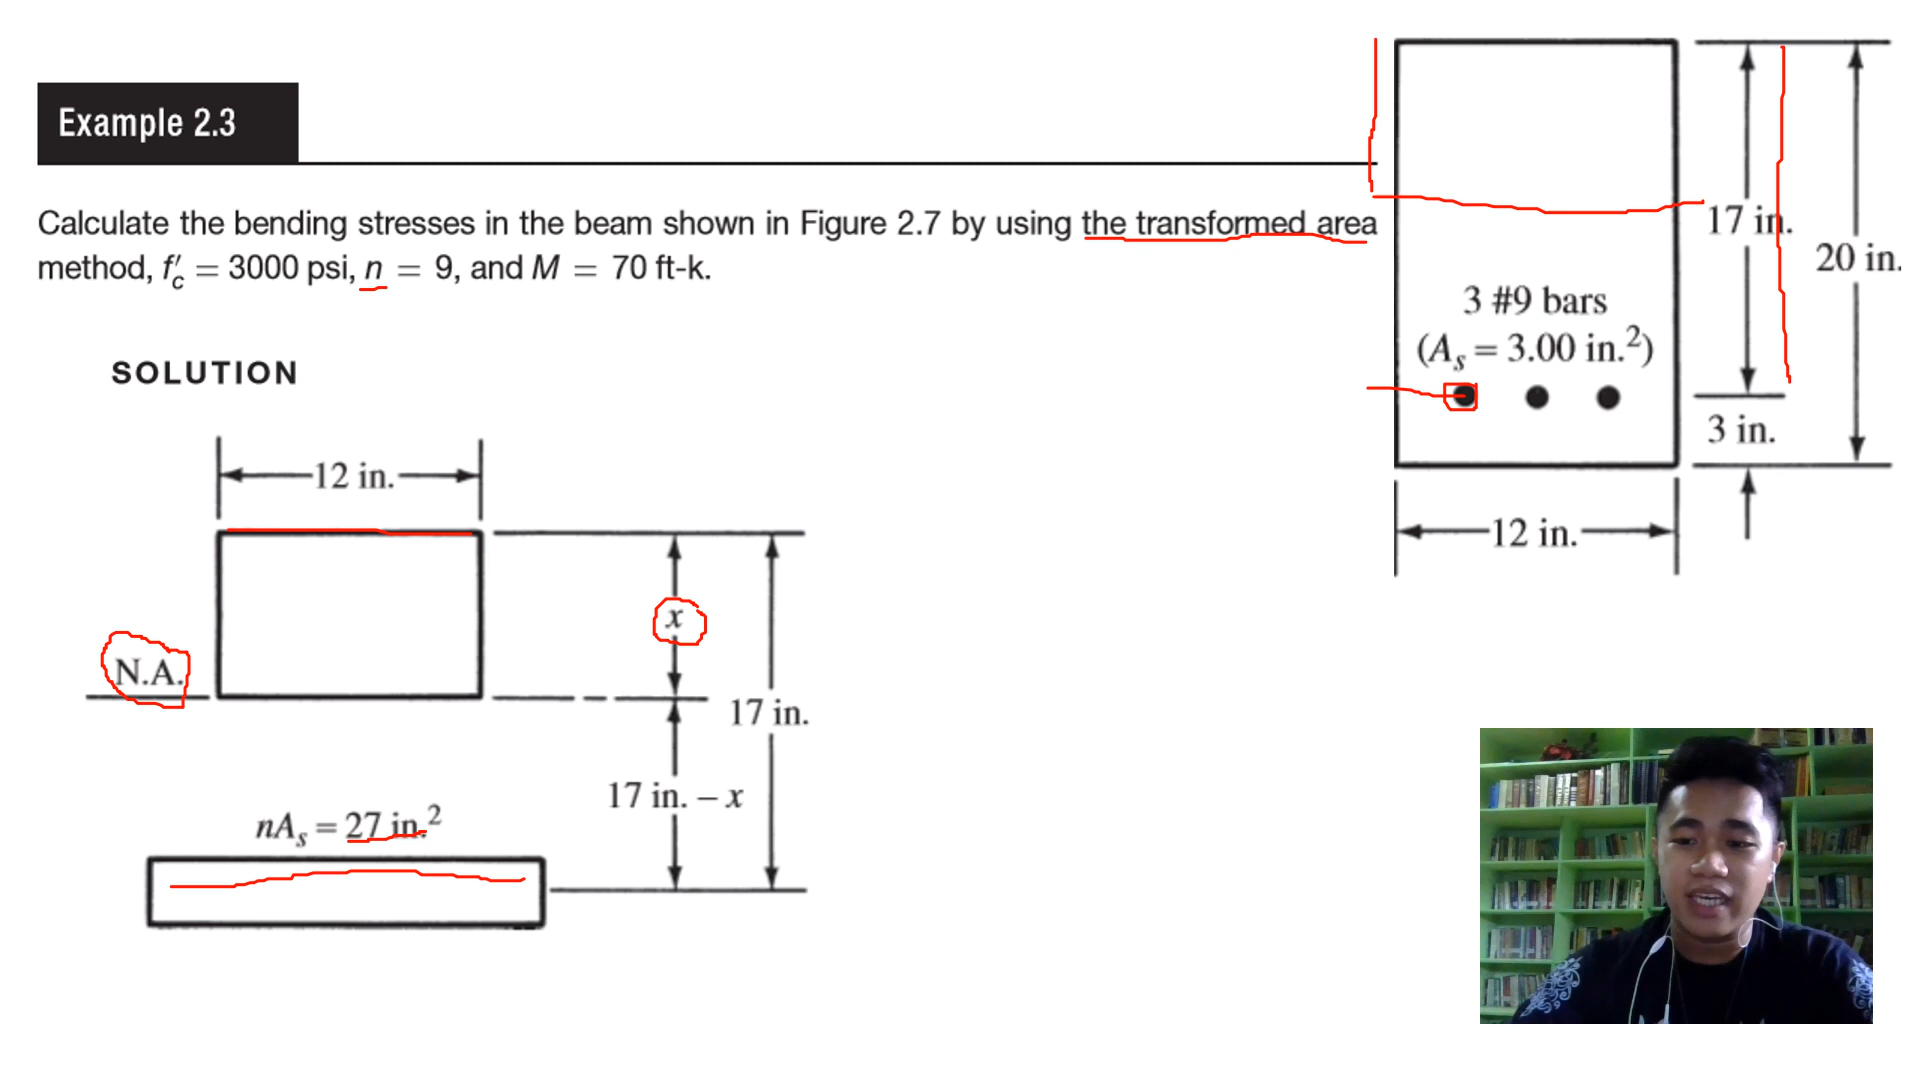 Example 2.3
Calculate the bending stresses in the beam shown in Figure 2.7 by using the transformed area
method, f′c = 3000 psi, n = 9, and M = 70 ft-k.
SOLUTION
12 in.
x
N.A.
17 in.
17 in. – x
nAs = 27 in.²
17 in.
20 in.
3 #9 bars
(As = 3.00 in.²)
3 in.
12 in.